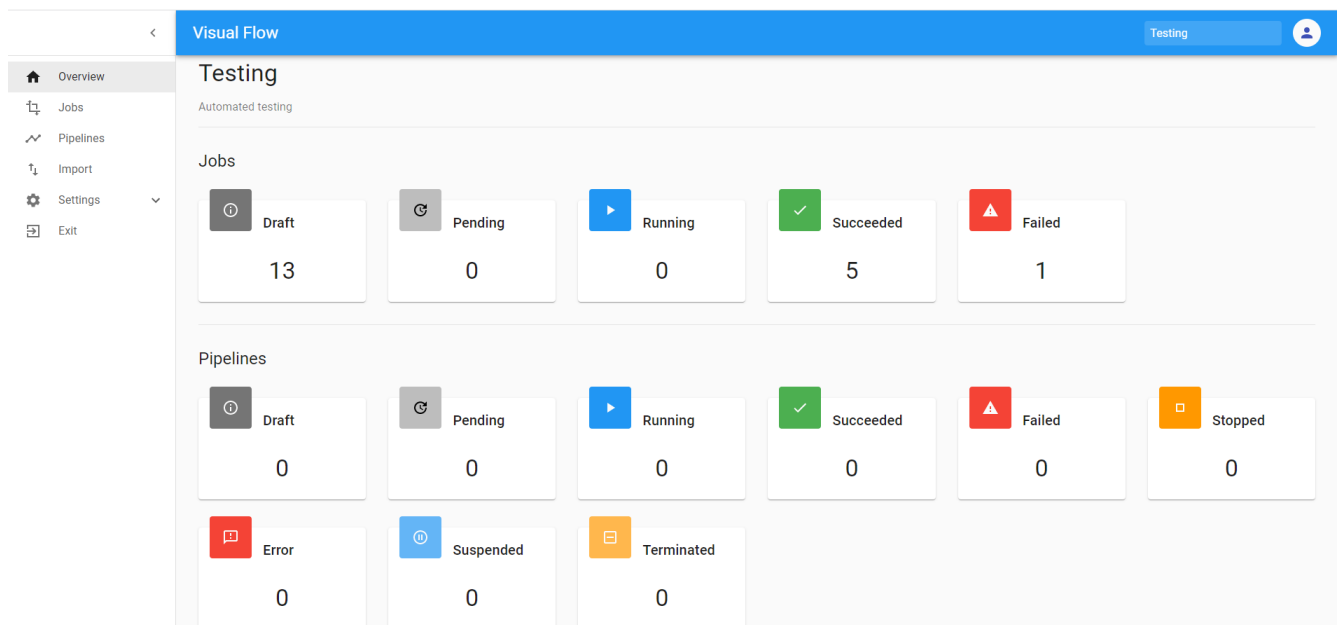 Visual Flow
Testing
Overview
Jobs
Pipelines
Import
Settings
Exit
Testing
Automated testing
Jobs
Draft
13
Pending
0
Running
0
Succeeded
5
Failed
1
Pipelines
Draft
0
Pending
0
Running
0
Succeeded
0
Failed
0
Stopped
0
Error
0
Suspended
0
Terminated
0